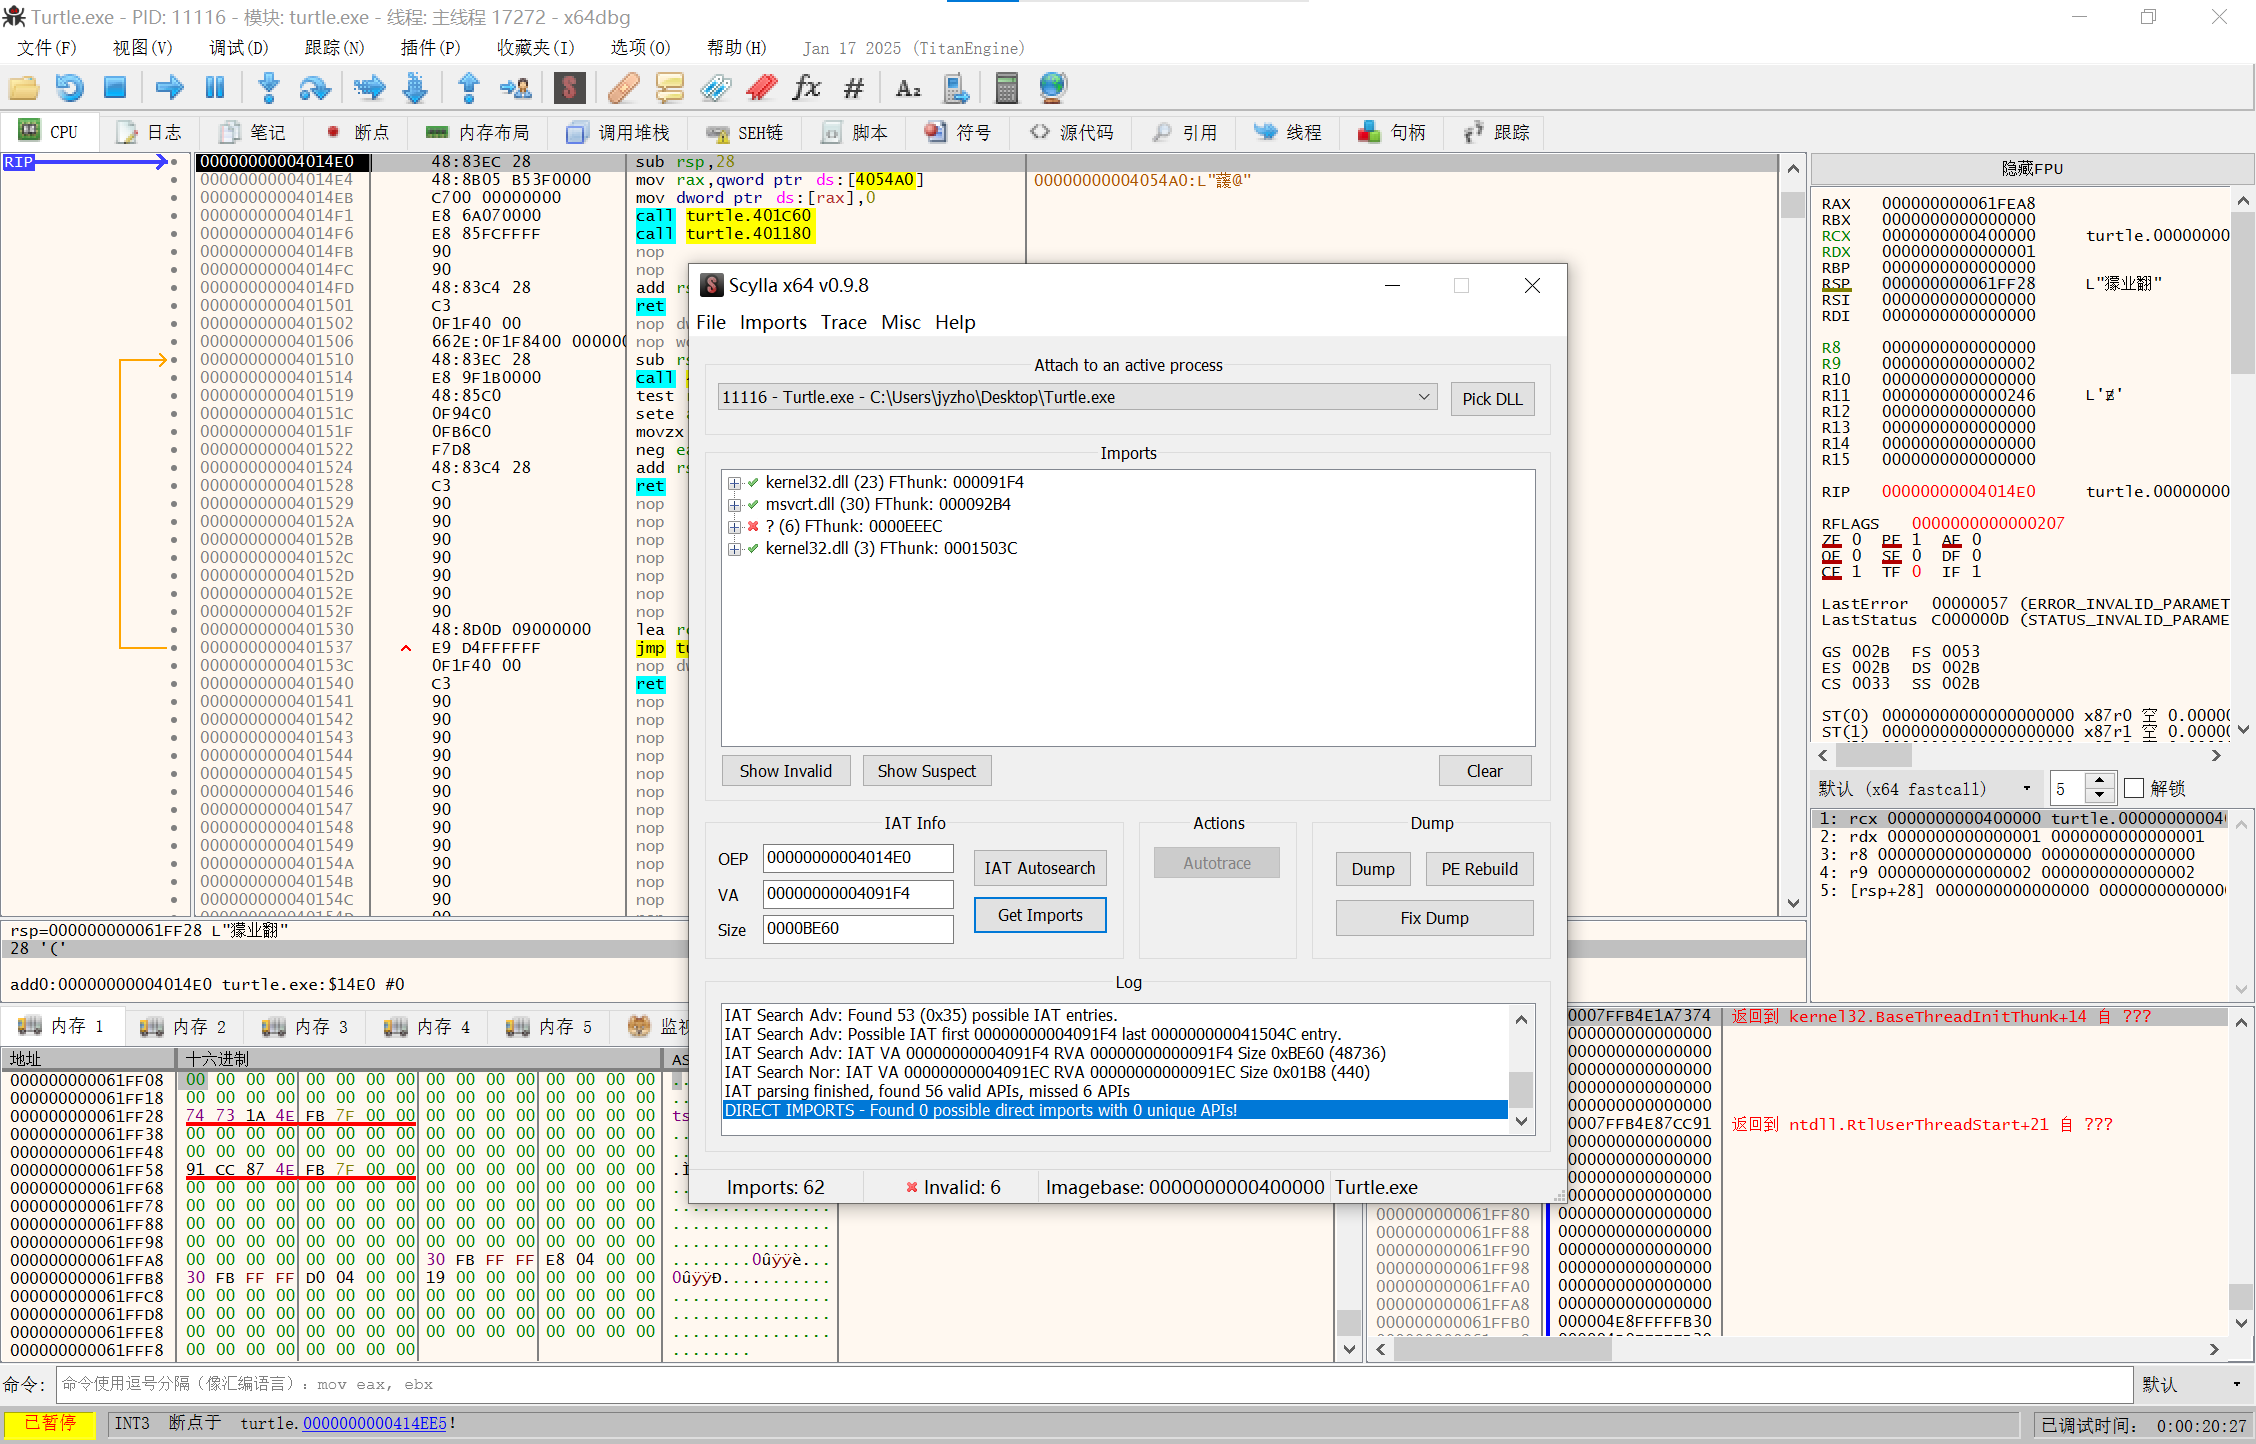 Turtle.exe - PID: 11116 - 模块: turtle.exe - 线程: 主线程 17272 - x64dbg
文件(F) 视图(V) 调试(D) 跟踪(N) 插件(P) 收藏夹(I) 选项(O) 帮助(H) Jan 17 2025 (TitanEngine)
CPU 日志 笔记 断点 内存布局 调用堆栈 SEH链 脚本 符号 源代码 引用 线程 句柄 跟踪
RIP
00000000004014E0 48:83EC 28 sub rsp,28
00000000004014E4 48:8B05 B53F0000 mov rax,qword ptr ds:[4054A0] 00000000004054A0:L"
00000000004014EB C700 00000000 mov dword ptr ds:[rax],0
00000000004014F1 E8 6A070000 call turtle.401C60
00000000004014F6 E8 85FCFFFF call turtle.401180
00000000004014FB 90 nop
00000000004014FC 90 nop
00000000004014FD 48:83C4 28 add
0000000000401501 C3 ret
0000000000401502 0F1F40 00 nop
0000000000401506 662E:0F1F8400 000000 nop
0000000000401510 48:83EC 28 sub
0000000000401514 E8 9F1B0000 call
0000000000401519 48:85C0 test
000000000040151C 0F94C0 sete
000000000040151F 0FB6C0 movzx
0000000000401522 F7D8 neg
0000000000401524 48:83C4 28 add
0000000000401528 C3 ret
0000000000401529 90 nop
000000000040152A 90 nop
000000000040152B 90 nop
000000000040152C 90 nop
000000000040152D 90 nop
000000000040152E 90 nop
000000000040152F 90 nop
0000000000401530 48:8D0D 09000000 lea
0000000000401537 E9 D4FFFFFF jmp
000000000040153C 0F1F40 00 nop
0000000000401540 C3 ret
0000000000401541 90 nop
0000000000401542 90 nop
0000000000401543 90 nop
0000000000401544 90 nop
0000000000401545 90 nop
0000000000401546 90 nop
0000000000401547 90 nop
0000000000401548 90 nop
0000000000401549 90 nop
000000000040154A 90 nop
000000000040154B 90 nop
000000000040154C 90 nop
rsp=000000000061FF28
28 '('
add0:00000000004014E0 turtle.exe:$14E0 #0
Scylla x64 v0.9.8
File Imports Trace Misc Help
Attach to an active process
11116 - Turtle.exe - C:\Users\jyzho\Desktop\Turtle.exe
Pick DLL
Imports
kernel32.dll (23) FThunk: 000091F4
msvcrt.dll (30) FThunk: 000092B4
? (6) FThunk: 0000EEEC
kernel32.dll (3) FThunk: 0001503C
Show Invalid Show Suspect Clear
IAT Info
OEP 00000000004014E0 IAT Autosearch
VA 00000000004091F4
Size 0000BE60 Get Imports
Actions
Autotrace
Dump
Dump PE Rebuild
Fix Dump
Log
IAT Search Adv: Found 53 (0x35) possible IAT entries.
IAT Search Adv: Possible IAT first 00000000004091F4 last 000000000041504C entry.
IAT Search Adv: IAT VA 00000000004091F4 RVA 00000000000091F4 Size 0xBE60 (48736)
IAT Search Nor: IAT VA 00000000004091EC RVA 00000000000091EC Size 0x01B8 (440)
IAT parsing finished, found 56 valid APIs, missed 6 APIs
DIRECT IMPORTS - Found 0 possible direct imports with 0 unique APIs!
Imports: 62 Invalid: 6 Imagebase: 0000000000400000 Turtle.exe
隐藏FPU
RAX 000000000061FEA8
RBX 0000000000000000
RCX 0000000000400000 turtle.00000000
RDX 0000000000000001
RBP 0000000000000000
RSP 000000000061FF28
RSI 0000000000000000
RDI 0000000000000000
R8 0000000000000000
R9 0000000000000002
R10 0000000000000000
R11 0000000000000246
R12 0000000000000000
R13 0000000000000000
R14 0000000000000000
R15 0000000000000000
RIP 00000000004014E0 turtle.00000000
RFLAGS 0000000000000207
ZF 0 PF 1 AF 0
OF 0 SF 0 DF 0
CF 1 TF 0 IF 1
LastError 00000057 (ERROR_INVALID_PARAMET
LastStatus C000000D (STATUS_INVALID_PARAME
GS 002B FS 0053
ES 002B DS 002B
CS 0033 SS 002B
ST(0) 00000000000000000000 x87r0 空 0.0000
ST(1) 00000000000000000000 x87r1 空 0.0000
默认 (x64 fastcall) 5 解锁
1: rcx 0000000000400000 turtle.00000000004
2: rdx 0000000000000001 0000000000000001
3: r8 0000000000000000 0000000000000000
4: r9 0000000000000002 0000000000000002
5: [rsp+28] 0000000000000000 000000000000000
内存 1 内存 2 内存 3 内存 4 内存 5
地址 十六进制
000000000061FF08 00 00 00 00 00 00 00 00 00 00 00 00 00 00 00 00
000000000061FF18 00 00 00 00 00 00 00 00 00 00 00 00 00 00 00 00
000000000061FF28 74 73 1A 4E FB 7F 00 00 00 00 00 00 00 00 00 00
000000000061FF38 00 00 00 00 00 00 00 00 00 00 00 00 00 00 00 00
000000000061FF48 00 00 00 00 00 00 00 00 00 00 00 00 00 00 00 00
000000000061FF58 91 CC 87 4E FB 7F 00 00 00 00 00 00 00 00 00 00
000000000061FF68 00 00 00 00 00 00 00 00 00 00 00 00 00 00 00 00
000000000061FF78 00 00 00 00 00 00 00 00 00 00 00 00 00 00 00 00
000000000061FF88 00 00 00 00 00 00 00 00 00 00 00 00 00 00 00 00
000000000061FF98 00 00 00 00 00 00 00 00 00 00 00 00 00 00 00 00
000000000061FFA8 00 00 00 00 00 00 00 00 30 FB FF FF E8 04 00 00 ........0ûÿÿè...
000000000061FFB8 30 FB FF FF D0 04 00 00 19 00 00 00 00 00 00 00 0ûÿÿÐ...........
000000000061FFC8 00 00 00 00 00 00 00 00 00 00 00 00 00 00 00 00 ................
000000000061FFD8 00 00 00 00 00 00 00 00 00 00 00 00 00 00 00 00 ................
000000000061FFE8 00 00 00 00 00 00 00 00 00 00 00 00 00 00 00 00 ................
000000000061FFF8 00 00 00 00 00 00 00 00 ........
0007FFB4E1A7374 返回到 kernel32.BaseThreadInitThunk+14 自 ???
0000000000000000
0000000000000000
0000000000000000
0000000000000000
0000000000000000
0007FFB4E87CC91 返回到 ntdll.RtlUserThreadStart+21 自 ???
0000000000000000
0000000000000000
0000000000000000
0000000000000000
000000000061FF80 0000000000000000
000000000061FF88 0000000000000000
000000000061FF90 0000000000000000
000000000061FF98 0000000000000000
000000000061FFA0 0000000000000000
000000000061FFA8 0000000000000000
000000000061FFB0 000004E8FFFFFB30
命令: 命令使用逗号分隔（像汇编语言）：mov eax, ebx 默认
已暂停 INT3 断点于 turtle.0000000000414EE5! 已调试时间: 0:00:20:27